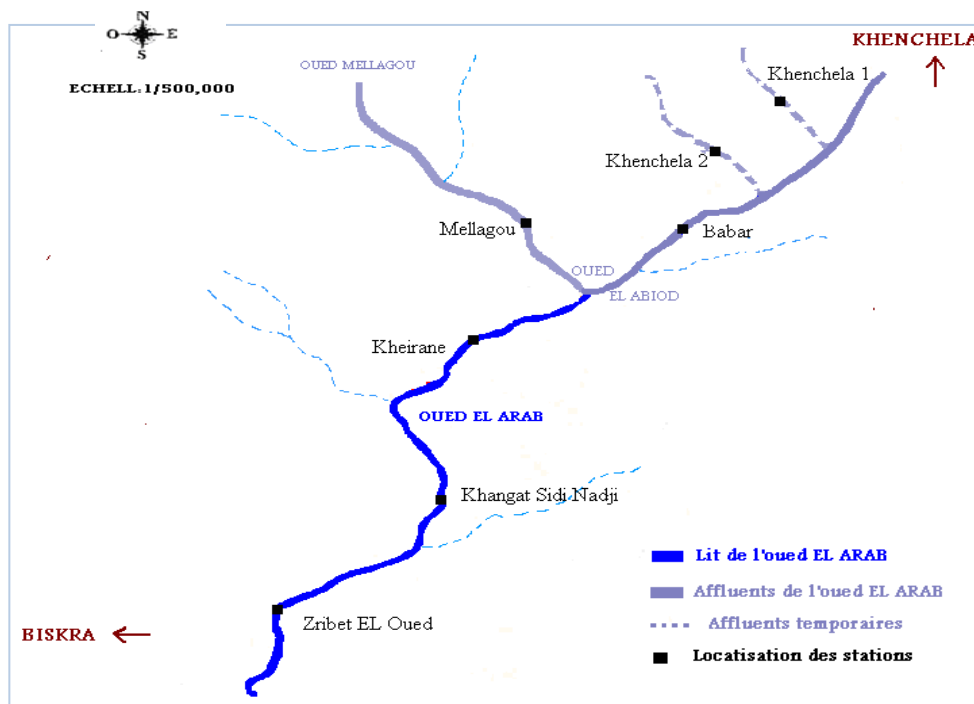 N
O E
S
ECHELL:1/500,000
OUED MELLAGOU
KHENCHELA
Khenchela 1
Khenchela 2
Mellagou
Babar
OUED
EL ABIOD
Kheirane
OUED EL ARAB
Khangat Sidi Nadji
Zribet EL Oued
BISKRA
Lit de l'oued EL ARAB
Affluents de l'oued EL ARAB
Affluents temporaires
Locatisation des stations